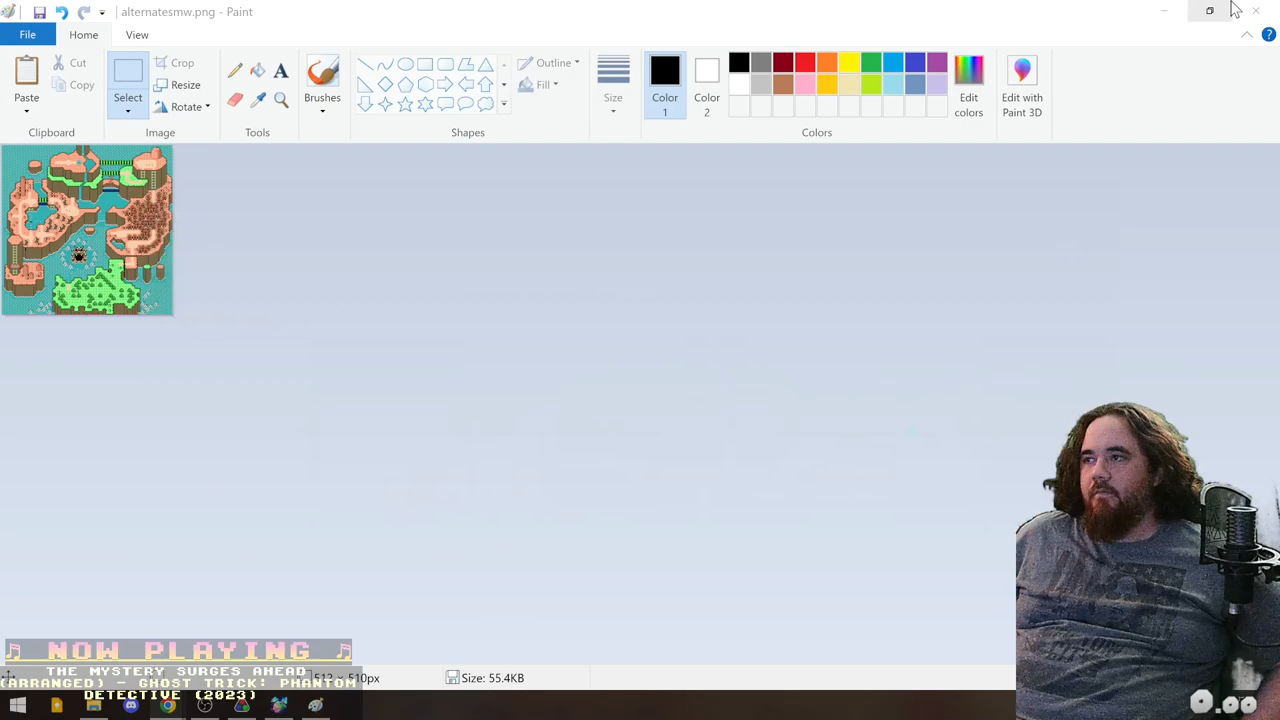 alternatesmw.png - Paint
File
Home
View
Paste
Cut
Copy
Select
Crop
Resize
Rotate
A
Brushes
Outline
Fill
Size
Color
1
Color
2
Edit
colors
Edit with
Paint 3D
Clipboard
Image
Tools
Shapes
Colors
NOW PLAYING
THE MYSTERY SURGES AHEAD
(ARRANGED) - GHOST TRICK: PHANTOM
DETECTIVE (2023)
510px
Size: 55.4KB